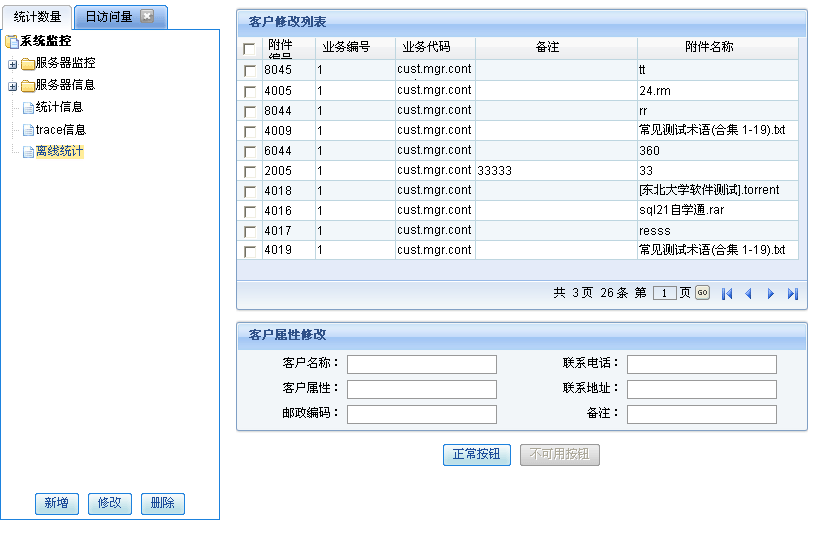 统计数量 日访问量
系统监控
服务器监控
服务器信息
统计信息
trace信息
离线统计
新增 修改 删除
客户修改列表
附件编号 业务编号 业务代码 备注 附件名称
8045 1 cust.mgr.cont tt
4005 1 cust.mgr.cont 24.rm
8044 1 cust.mgr.cont rr
4009 1 cust.mgr.cont 常见测试术语(合集 1-19).txt
6044 1 cust.mgr.cont 360
2005 1 cust.mgr.cont 33333 33
4018 1 cust.mgr.cont [东北大学软件测试].torrent
4016 1 cust.mgr.cont sql21自学通.rar
4017 1 cust.mgr.cont resss
4019 1 cust.mgr.cont 常见测试术语(合集 1-19).txt
共 3页 26条 第 1 页 GO
客户属性修改
客户名称： 联系电话：
客户属性： 联系地址：
邮政编码： 备注：
正常按钮 不可用按钮